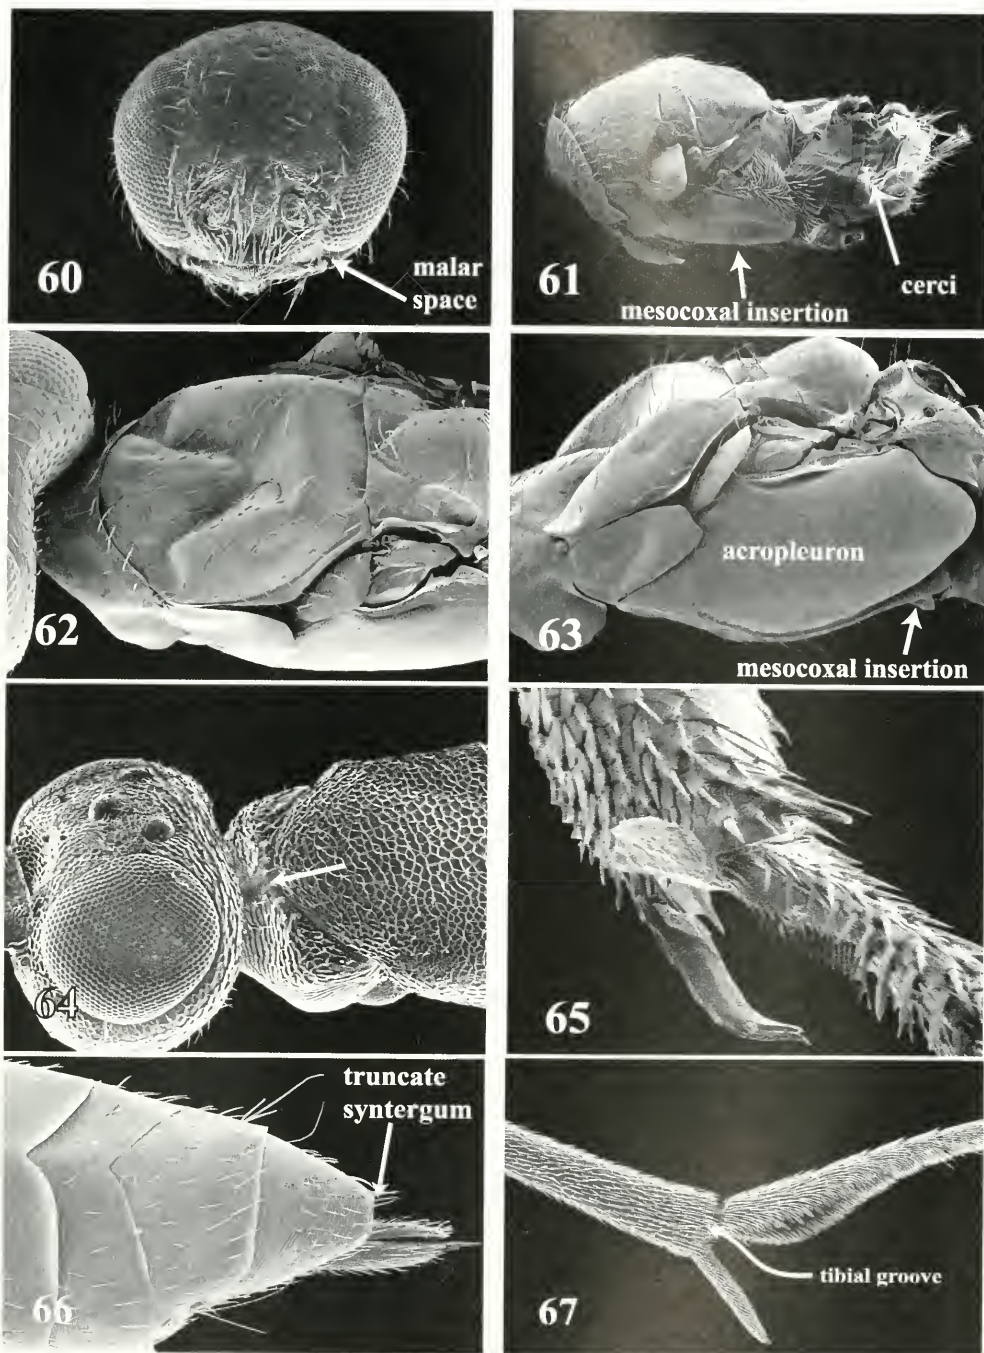 60
malar
space
61
mesocoxal insertion
cerci
62
63
acropleuron
mesocoxal insertion
64
65
66
truncate
syntergum
67
tibial groove